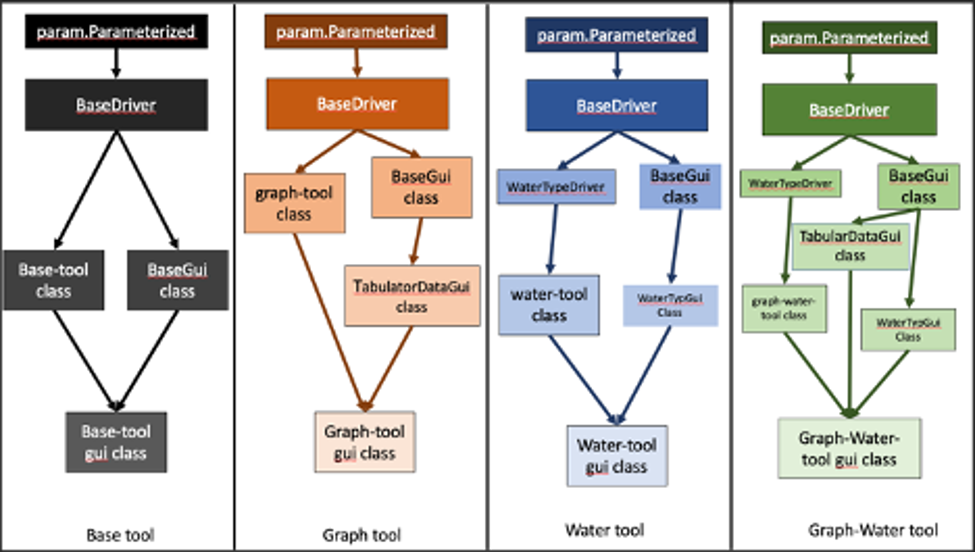 param.Parameterized
BaseDriver
Base-tool
class
BaseGui
class
Base-tool
gui class
Base tool
param.Parameterized
BaseDriver
graph-tool
class
BaseGui
class
TabulatorDataGui
class
Graph-tool
gui class
Graph tool
param.Parameterized
BaseDriver
WaterTypeDriver
BaseGui
class
water-tool
class
WaterTypGui
Class
Water-tool
gui class
Water tool
param.Parameterized
BaseDriver
WaterTypeDriver
BaseGui
class
TabularDataGui
class
graph-water-
tool class
WaterTypGui
Class
Graph-Water-
tool gui class
Graph-Water tool